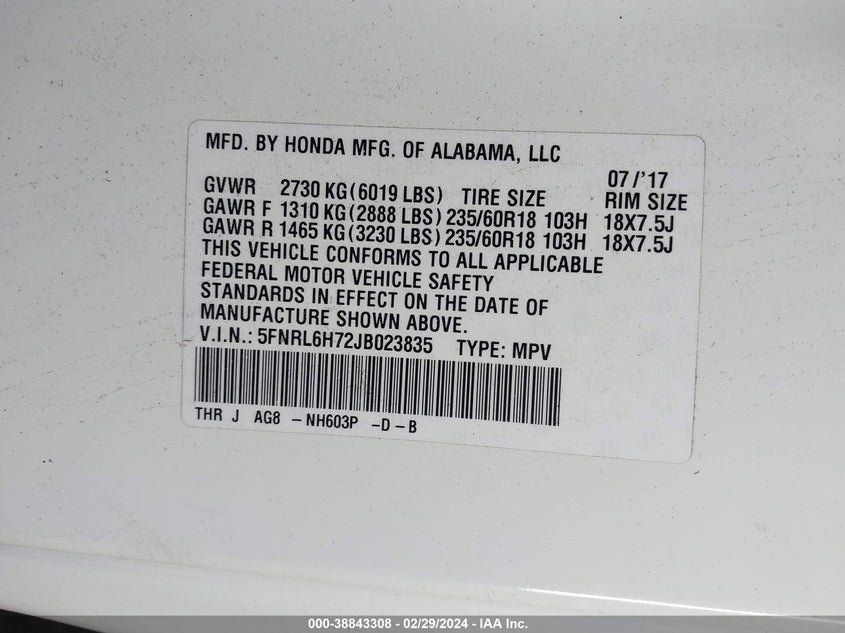 MFD. BY HONDA MFG. OF ALABAMA, LLC
07/'17
GVWR 2730 KG(6019 LBS) TIRE SIZE RIM SIZE
GAWR F 1310 KG(2888 LBS) 235/60R18 103H 18X7.5J
GAWR R 1465 KG(3230 LBS) 235/60R18 103H 18X7.5J
THIS VEHICLE CONFORMS TO ALL APPLICABLE
FEDERAL MOTOR VEHICLE SAFETY
STANDARDS IN EFFECT ON THE DATE OF
MANUFACTURE SHOWN ABOVE.
V.I.N.: 5FNRL6H72JB023835 TYPE: MPV
THR J AG8 -NH603P -D-B
000-38843308 | 02/29/2024 - IAA Inc.